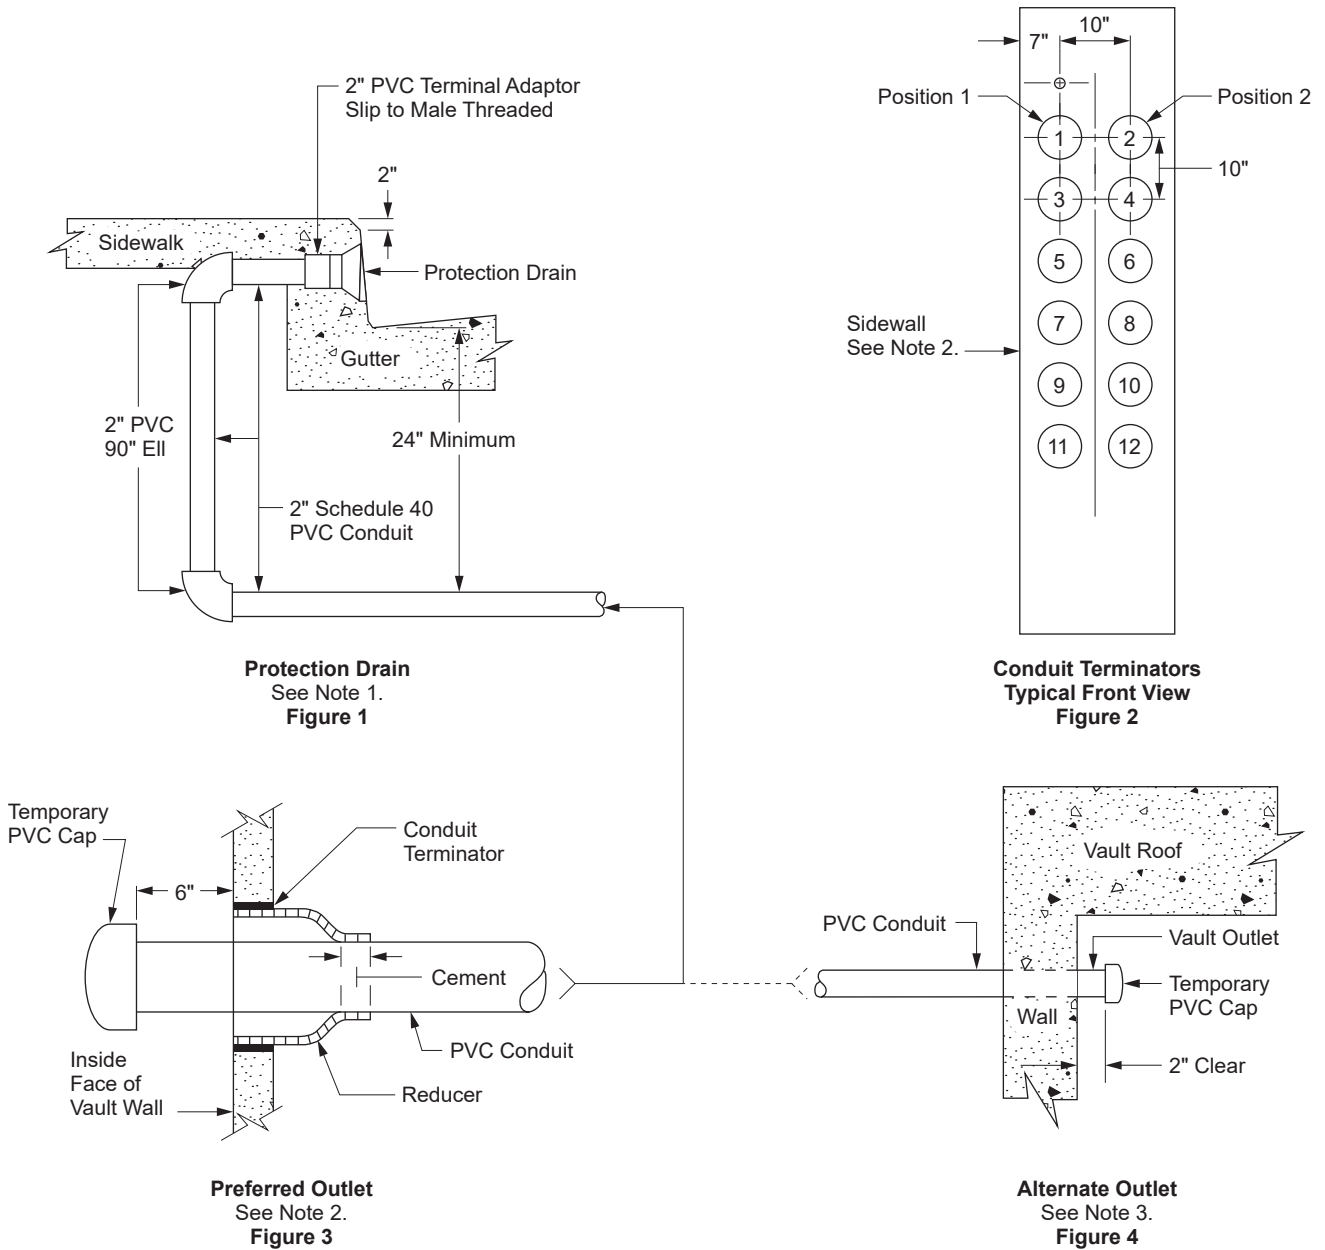 2" PVC Terminal Adaptor
Slip to Male Threaded
2"
Sidewalk
Protection Drain
Gutter
2" PVC
90" Ell
24" Minimum
2" Schedule 40
PVC Conduit
Protection Drain
See Note 1.
Figure 1
10"
7"
Position 1
Position 2
1
2
10"
3
4
5
6
7
8
Sidewall
See Note 2.
9
10
11
12
Conduit Terminators
Typical Front View
Figure 2
Temporary
PVC Cap
6"
Conduit
Terminator
Cement
PVC Conduit
Reducer
Inside
Face of
Vault Wall
Preferred Outlet
See Note 2.
Figure 3
Vault Roof
PVC Conduit
Vault Outlet
Temporary
PVC Cap
Wall
2" Clear
Alternate Outlet
See Note 3.
Figure 4